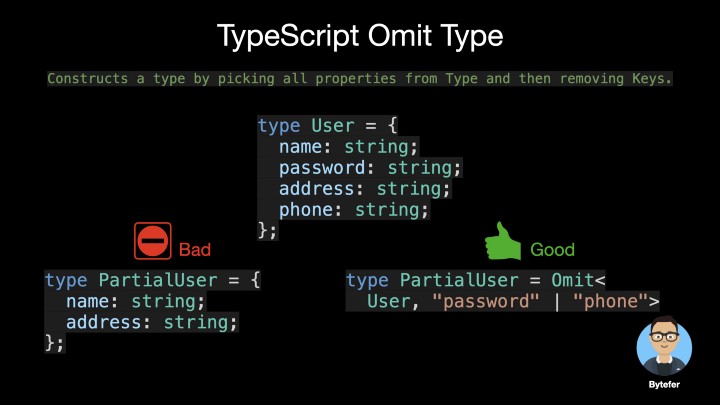 TypeScript Omit Type
Constructs a type by picking all properties from Type and then removing Keys.
type User = {
  name: string;
  password: string;
  address: string;
  phone: string;
};
Bad
type PartialUser = {
  name: string;
  address: string;
};
Good
type PartialUser = Omit<
  User, "password" | "phone">
Bytefer